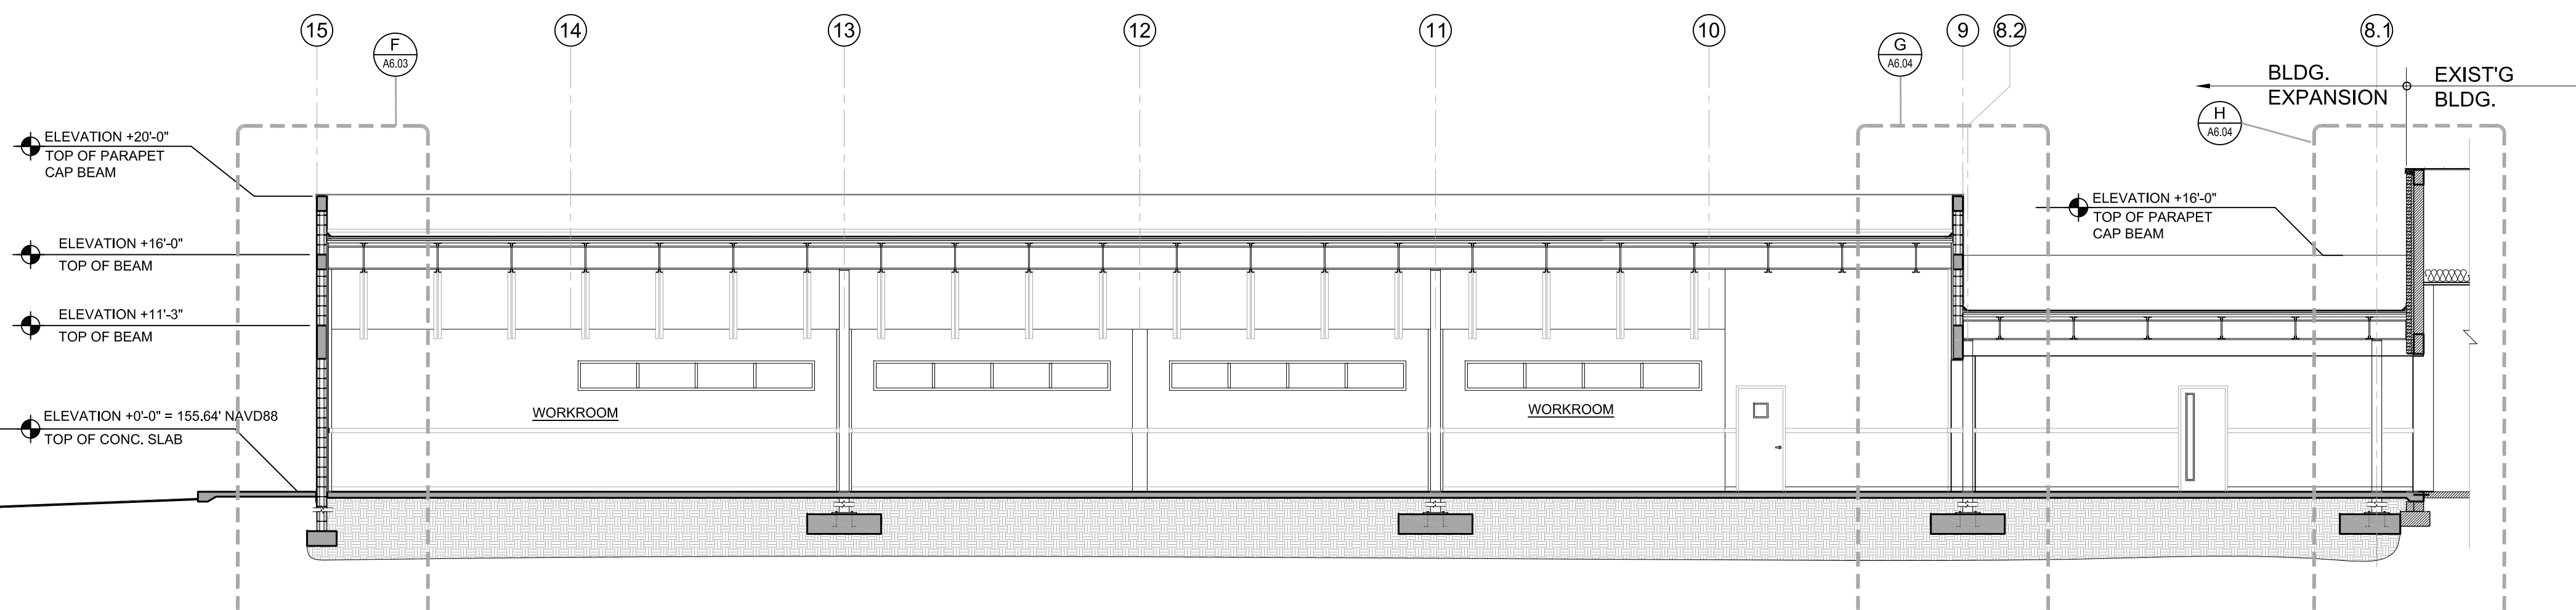 15
14
13
12
11
10
9
8.2
8.1
F
A6.03
G
A6.04
H
A6.04
BLDG.
EXPANSION
EXIST'G
BLDG.
ELEVATION +20'-0"
TOP OF PARAPET
CAP BEAM
ELEVATION +16'-0"
TOP OF BEAM
ELEVATION +11'-3"
TOP OF BEAM
ELEVATION +0'-0" = 155.64' NAVD88
TOP OF CONC. SLAB
WORKROOM
WORKROOM
ELEVATION +16'-0"
TOP OF PARAPET
CAP BEAM